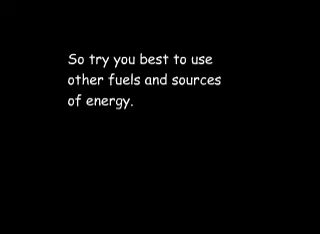 So try you best to use
other fuels and sources
of energy.